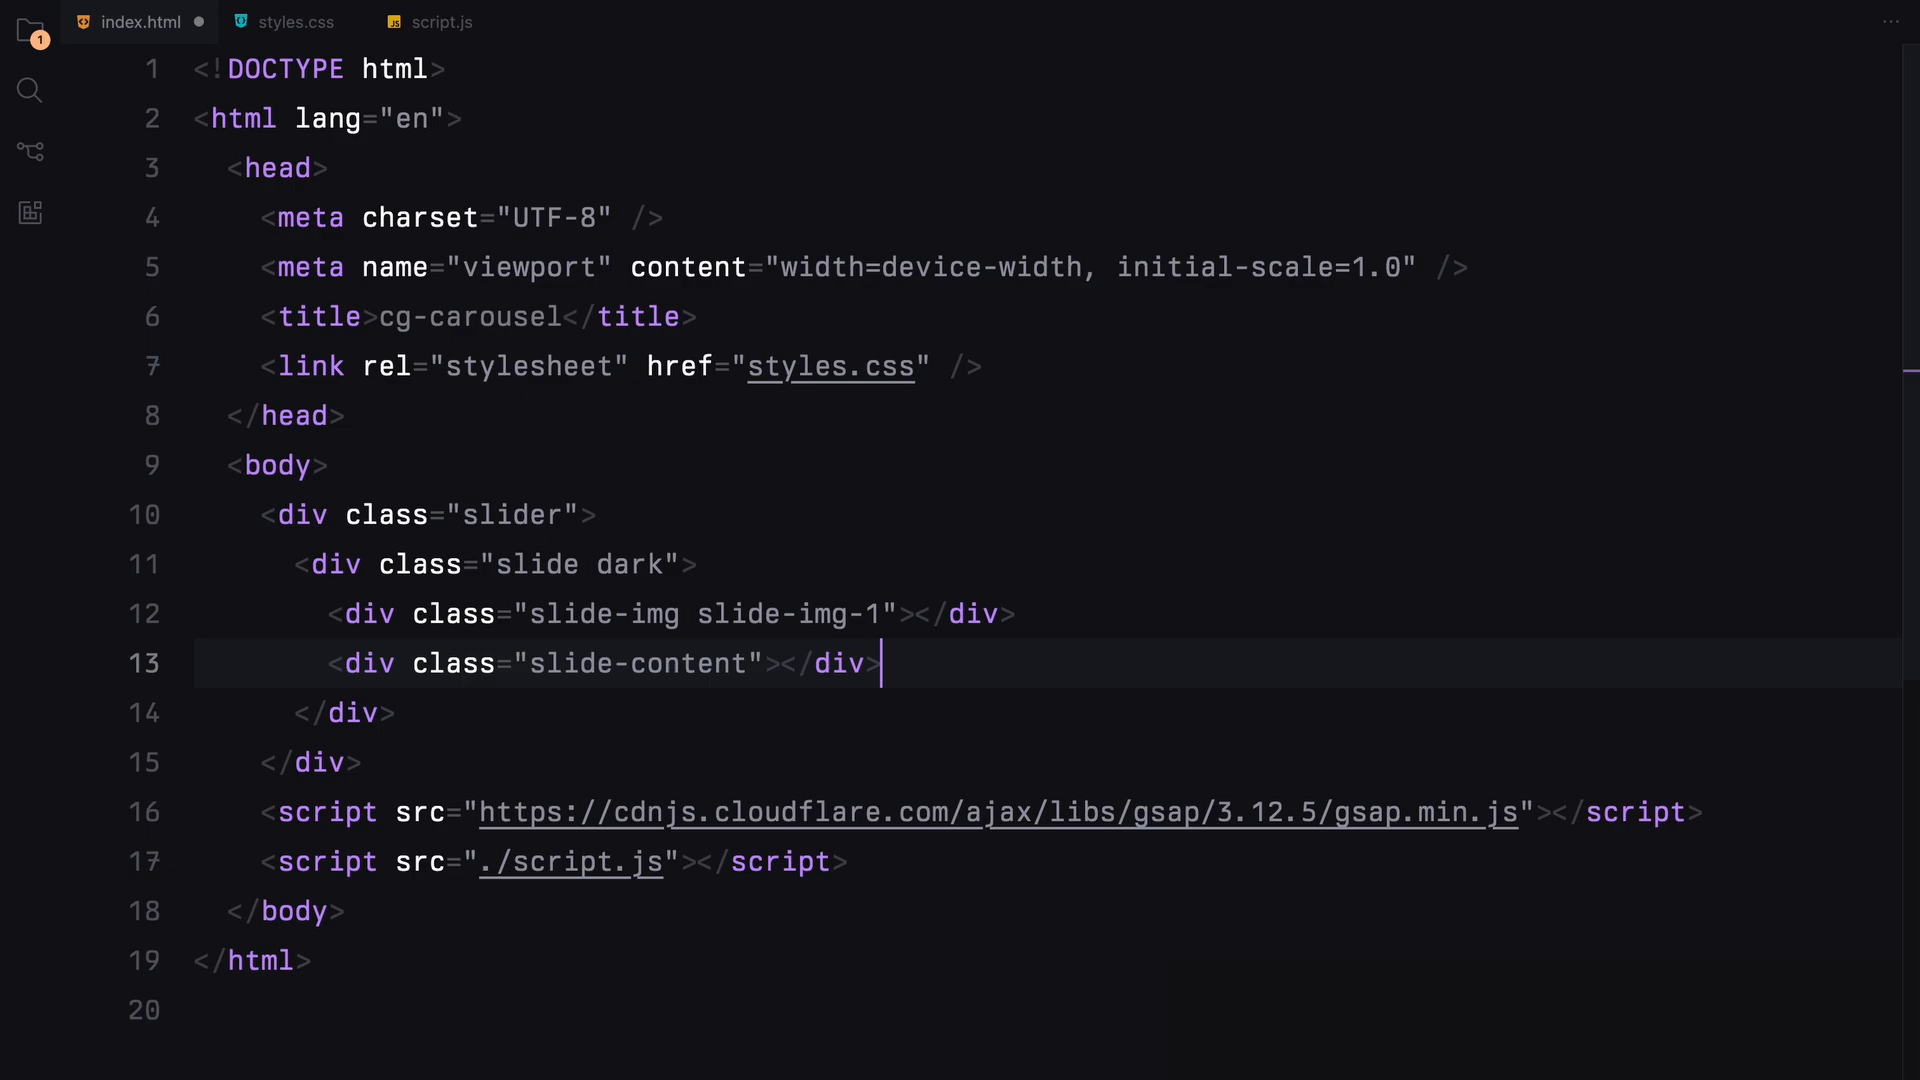 1
index.html
styles.css
JS script.js
1 <!DOCTYPE html>
2 <html lang="en">
3 <head>
4 <meta charset="UTF-8" />
5 <meta name="viewport" content="width=device-width, initial-scale=1.0" />
6 <title>cg-carousel</title>
7 <link rel="stylesheet" href="styles.css" />
8 </head>
9 <body>
10 <div class="slider">
11 <div class="slide dark">
12 <div class="slide-img slide-img-1"></div>
13 <div class="slide-content"></div>
14 </div>
15 </div>
16 <script src="https://cdnjs.cloudflare.com/ajax/libs/gsap/3.12.5/gsap.min.js"></script>
17 <script src="./script.js"></script>
18 </body>
19 </html>
20